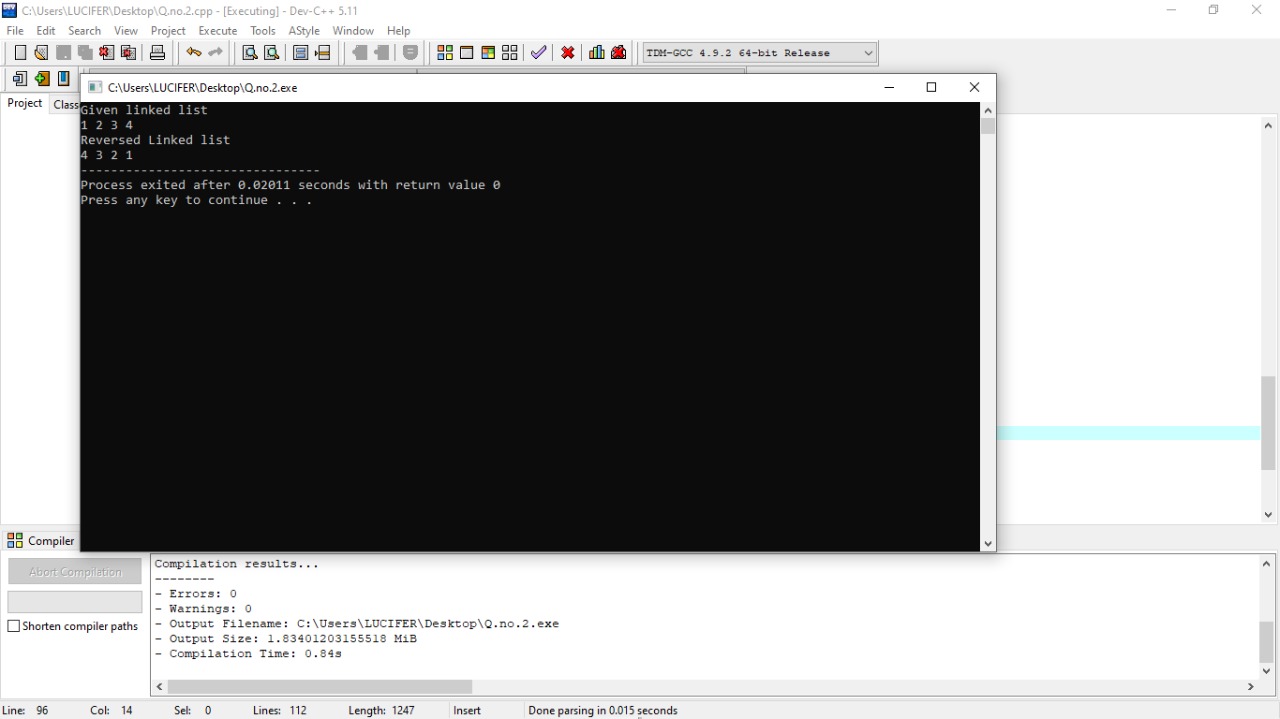 C:\Users\LUCIFER\Desktop\Q.no.2.cpp - [Executing] - Dev-C++ 5.11
File Edit Search View Project Execute Tools AStyle Window Help
TDM-GCC 4.9.2 64-bit Release
C:\Users\LUCIFER\Desktop\Q.no.2.exe
Project Class
Given linked list
1 2 3 4
Reversed Linked list
4 3 2 1
--------------------------------
Process exited after 0.02011 seconds with return value 0
Press any key to continue . . .
Compiler
Abort Compilation
Shorten compiler paths
Compilation results...
--------
- Errors: 0
- Warnings: 0
- Output Filename: C:\Users\LUCIFER\Desktop\Q.no.2.exe
- Output Size: 1.83401203155518 MiB
- Compilation Time: 0.84s
Line: 96 Col: 14 Sel: 0 Lines: 112 Length: 1247 Insert Done parsing in 0.015 seconds